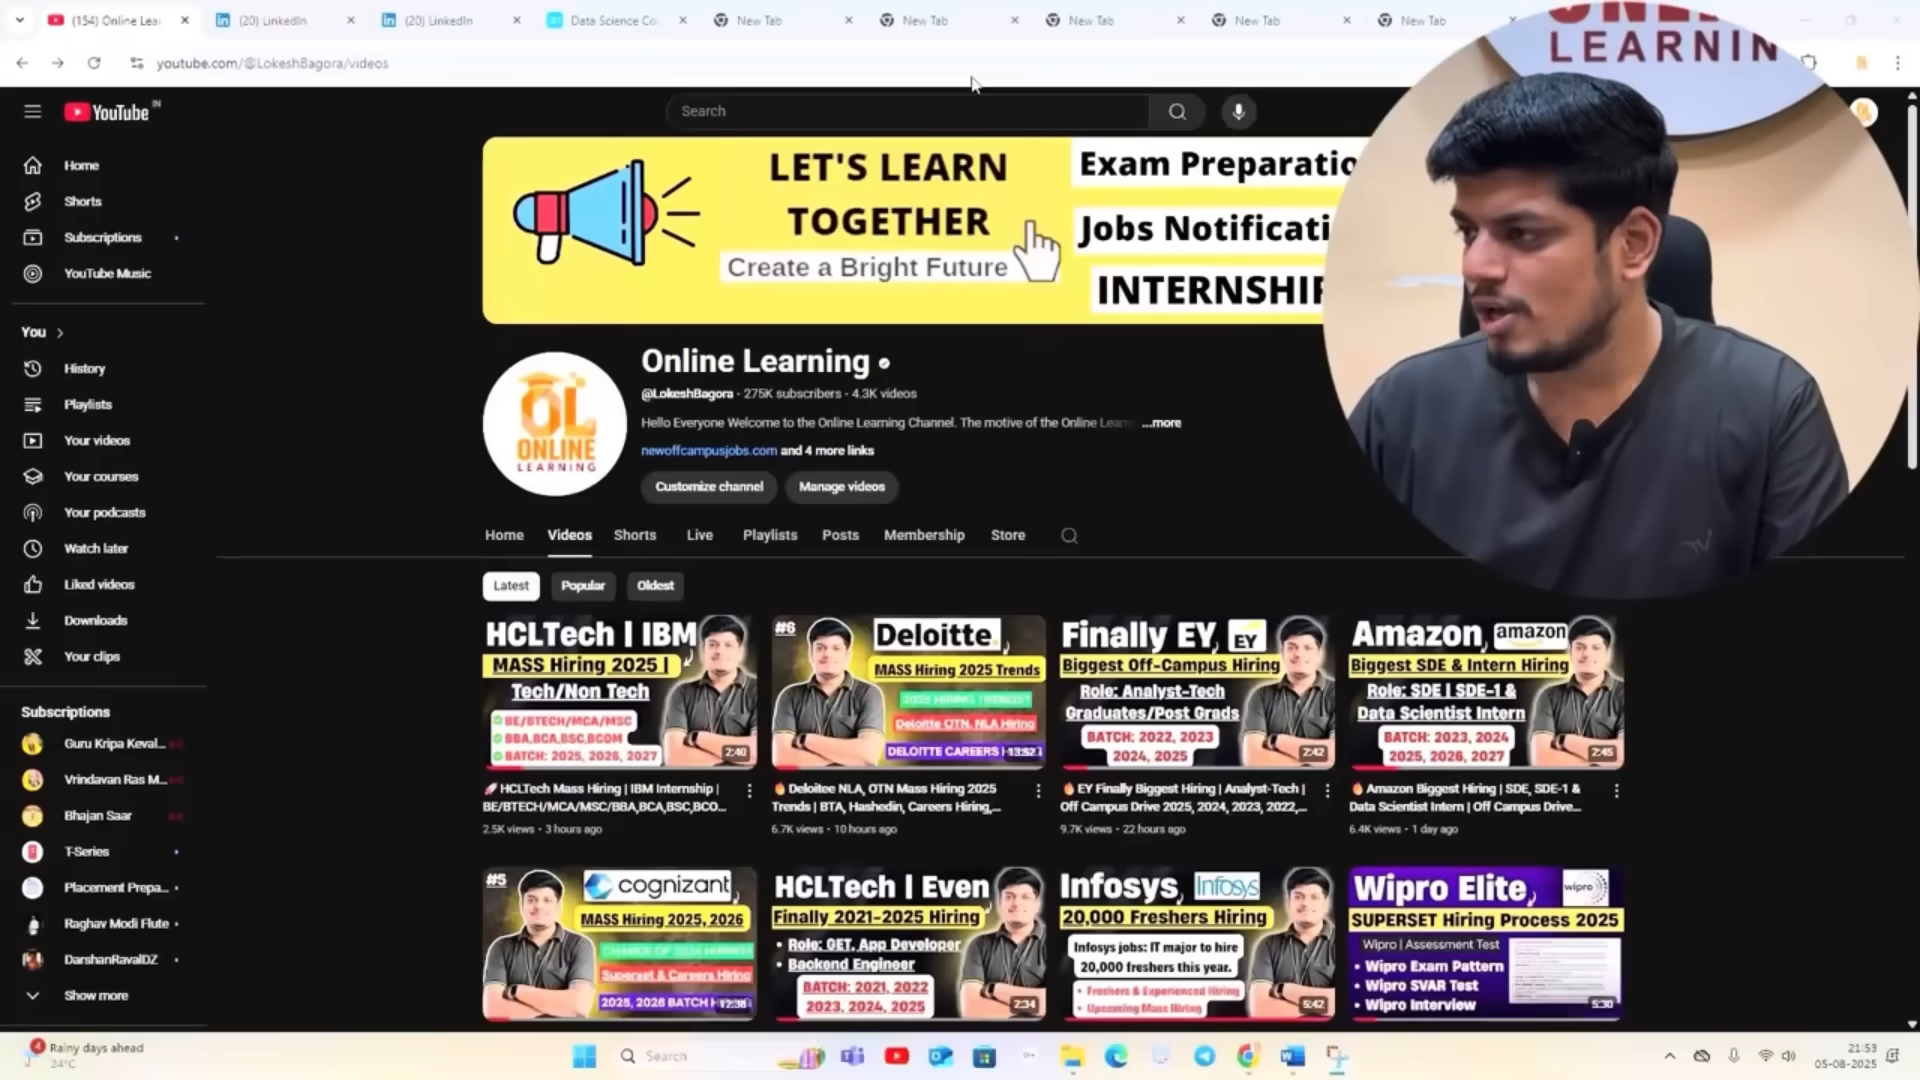 (154) Online Lear
(20) LinkedIn
(20) LinkedIn
Data Science Co
New Tab
New Tab
New Tab
New Tab
New Tab
youtube.com/@LokeshBagora/videos
LEARNIN
YouTube IN
Search
Home
Shorts
Subscriptions
YouTube Music
You
History
Playlists
Your videos
Your courses
Your podcasts
Watch later
Liked videos
Downloads
Your clips
Subscriptions
Guru Kripa Keval...
Vrindavan Ras M...
Bhajan Saar
T-Series
Placement Prepa...
Raghav Modi Flute
DarshanRavalDZ
Show more
LET'S LEARN
TOGETHER
Create a Bright Future
Exam Preparatio
Jobs Notificati
INTERNSHIP
OL
ONLINE
LEARNING
Online Learning
@LokeshBagora · 275K subscribers · 4.3K videos
Hello Everyone Welcome to the Online Learning Channel. The motive of the Online Learn ...more
newoffcampusjobs.com and 4 more links
Customize channel
Manage videos
Home
Videos
Shorts
Live
Playlists
Posts
Membership
Store
Latest
Popular
Oldest
HCLTech | IBM
MASS Hiring 2025 |
Tech/Non Tech
BE/BTECH/MCA/MSC
BBA,BCA,BSC,BCOM
BATCH: 2025, 2026, 2027
2:40
HCLTech Mass Hiring | IBM Internship |
BE/BTECH/MCA/MSC/BBA,BCA,BSC,BCO...
2.5K views · 3 hours ago
#6
Deloitte.
MASS Hiring 2025 Trends
2025 HIRING TRENDS?
Deloitte OTN, NLA Hiring
DELOITTE CAREERS
13:52
Deloitee NLA, OTN Mass Hiring 2025
Trends | BTA, Hashedin, Careers Hiring,...
6.7K views · 10 hours ago
Finally EY,
EY
Biggest Off-Campus Hiring
Role: Analyst-Tech
Graduates/Post Grads
BATCH: 2022, 2023
2024, 2025
2:42
EY Finally Biggest Hiring | Analyst-Tech |
Off Campus Drive 2025, 2024, 2023, 2022,...
9.7K views · 22 hours ago
Amazon,
amazon
Biggest SDE & Intern Hiring
Role: SDE | SDE-1 &
Data Scientist Intern
BATCH: 2023, 2024
2025, 2026, 2027
2:45
Amazon Biggest Hiring | SDE, SDE-1 &
Data Scientist Intern | Off Campus Drive...
6.4K views · 1 day ago
#5
cognizant
MASS Hiring 2025, 2026
Superset & Careers Hiring
2025, 2026 BATCH H
12:38
HCLTech | Even
Finally 2021-2025 Hiring
• Role: GET, App Developer
• Backend Engineer
BATCH: 2021, 2022
2023, 2024, 2025
2:34
Infosys,
Infosys
20,000 Freshers Hiring
Infosys jobs: IT major to hire
20,000 freshers this year.
• Freshers & Experienced Hiring
• Upcoming Mass Hiring
5:42
Wipro Elite,
wipro
SUPERSET Hiring Process 2025
Wipro | Assessment Test
• Wipro Exam Pattern
• Wipro SVAR Test
• Wipro Interview
5:30
4
Rainy days ahead
24°C
Search
21:53
05-08-2025